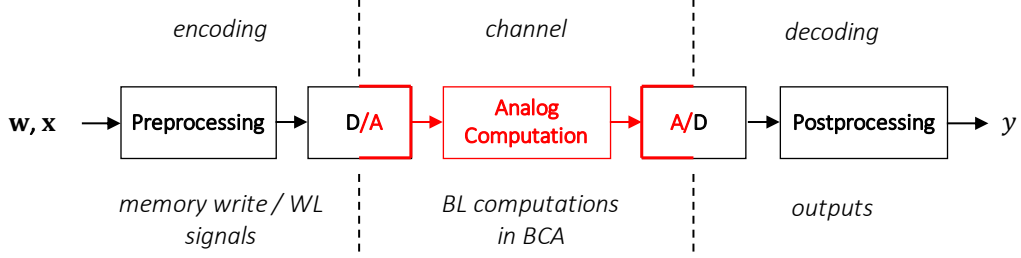 encoding
channel
decoding
w, x
Preprocessing
D/A
Analog
Computation
A/D
Postprocessing
y
memory write / WL
signals
BL computations
in BCA
outputs